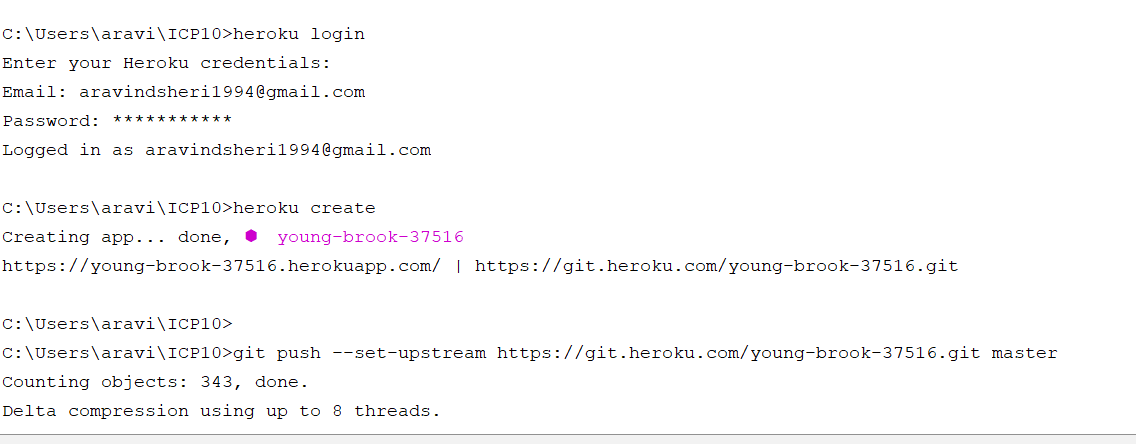 C:\Users\aravi\ICP10>heroku login
Enter your Heroku credentials:
Email: aravindsheri1994@gmail.com
Password: ***********
Logged in as aravindsheri1994@gmail.com
C:\Users\aravi\ICP10>heroku create
Creating app... done, ⬢ young-brook-37516
https://young-brook-37516.herokuapp.com/ | https://git.heroku.com/young-brook-37516.git
C:\Users\aravi\ICP10>
C:\Users\aravi\ICP10>git push --set-upstream https://git.heroku.com/young-brook-37516.git master
Counting objects: 343, done.
Delta compression using up to 8 threads.